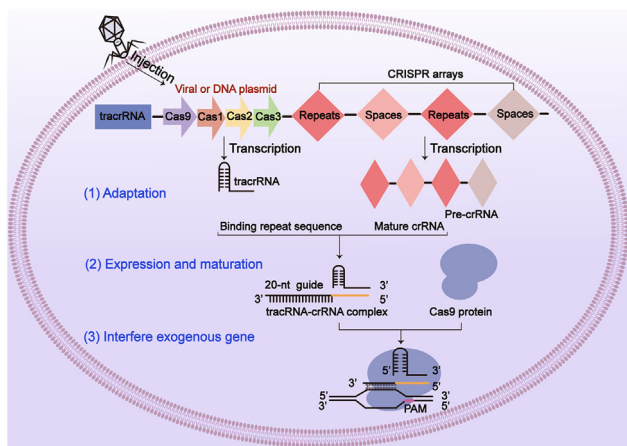 Injection
Viral or DNA plasmid
CRISPR arrays
tracrRNA
Cas9
Cas1
Cas2
Cas3
Repeats
Spaces
Repeats
Spaces
Transcription
Transcription
tracrRNA
(1) Adaptation
Pre-crRNA
Binding repeat sequence
Mature crRNA
(2) Expression and maturation
20-nt guide
3'
3'
5'
tracRNA-crRNA complex
Cas9 protein
(3) Interfere exogenous gene
5'
3'
3'
5'
5'
3'
5'
3'
PAM